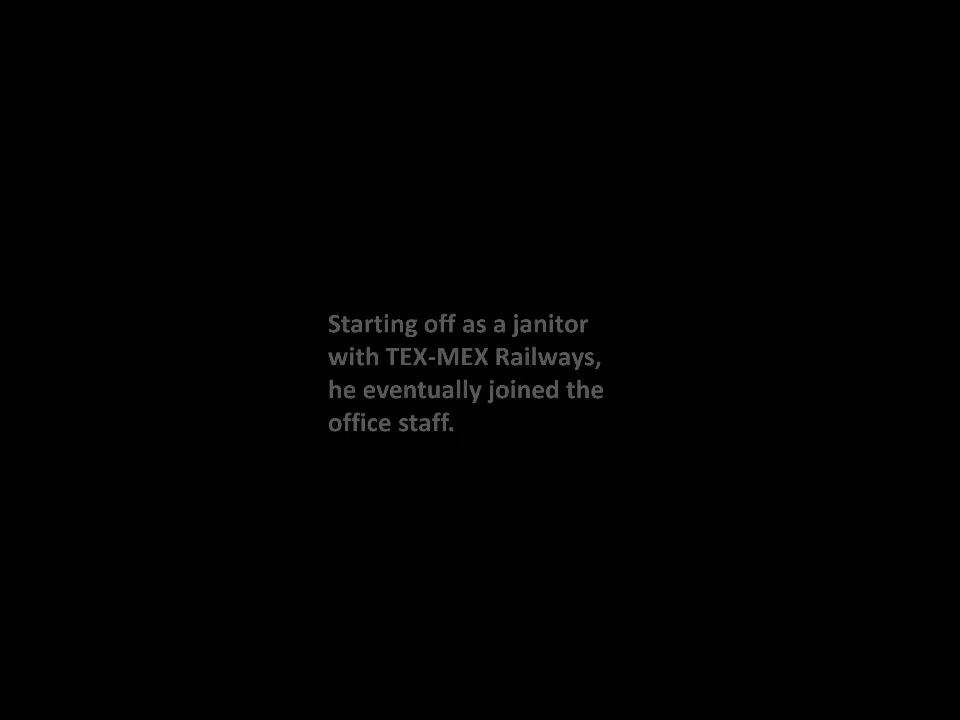 Starting off as a janitor
with TEX-MEX Railways,
he eventually joined the
office staff.